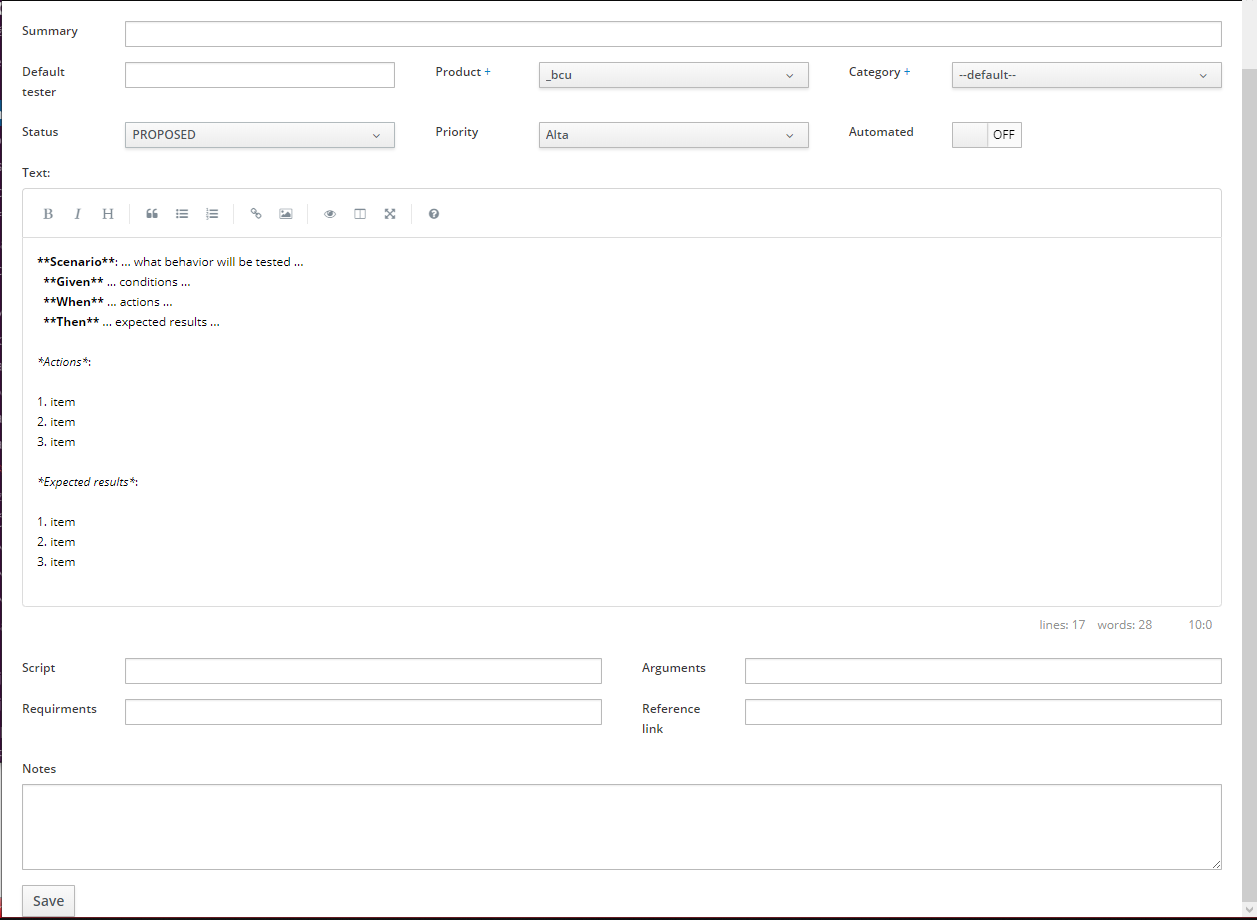 Summary
Default
tester
Product +
_bcu
Category +
--default--
Status
PROPOSED
Priority
Alta
Automated
OFF
Text:
B I H
**Scenario**: ... what behavior will be tested ...
**Given** ... conditions ...
**When** ... actions ...
**Then** ... expected results ...
*Actions*:
1. item
2. item
3. item
*Expected results*:
1. item
2. item
3. item
lines: 17 words: 28 10:0
Script
Arguments
Requirments
Reference
link
Notes
Save